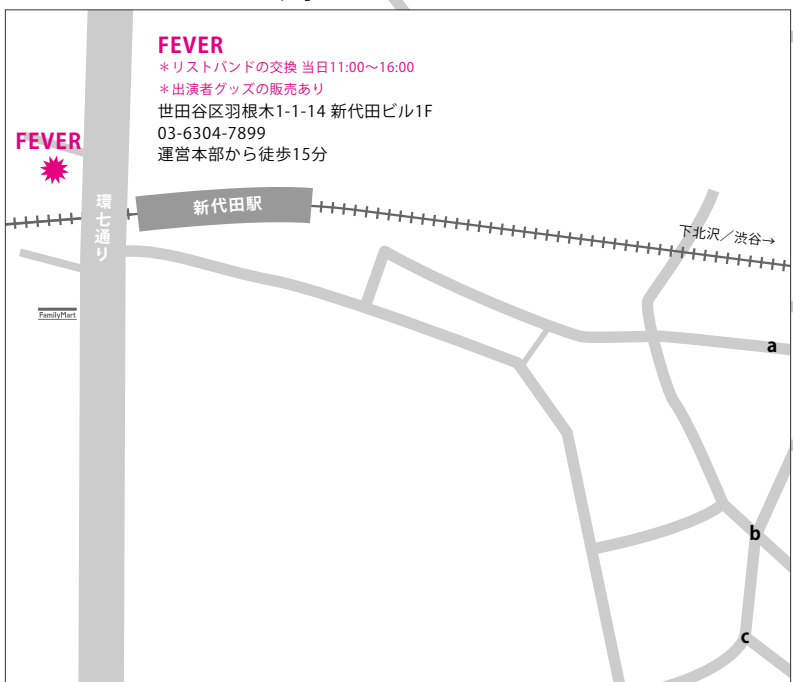 FEVER
＊リストバンドの交換 当日11:00〜16:00
＊出演者グッズの販売あり
世田谷区羽根木1-1-14 新代田ビル1F
03-6304-7899
運営本部から徒歩15分
FEVER
環七通り
新代田駅
下北沢／渋谷→
FamilyMart
a
b
c